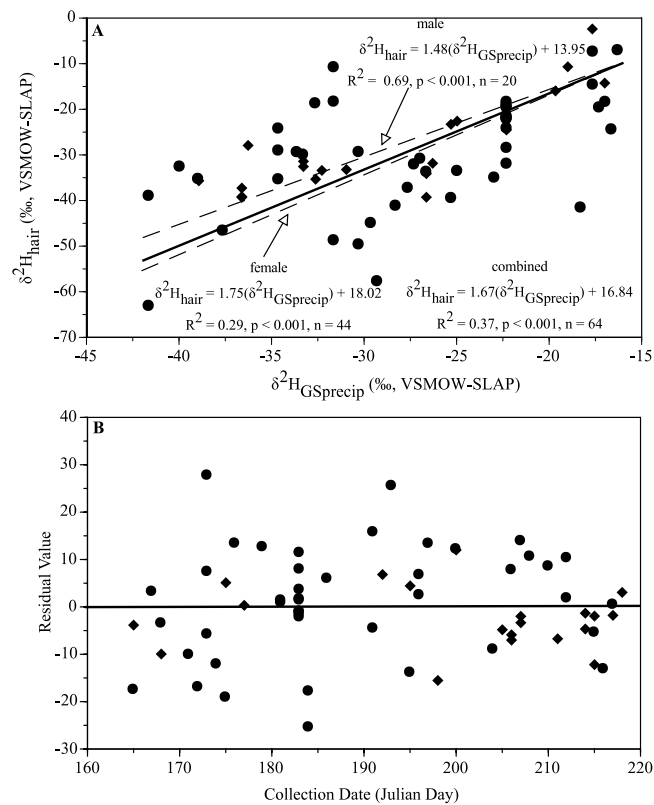 A
male
δ²H_hair = 1.48(δ²H_GSprecip) + 13.95
R² = 0.69, p < 0.001, n = 20
female
δ²H_hair = 1.75(δ²H_GSprecip) + 18.02
R² = 0.29, p < 0.001, n = 44
combined
δ²H_hair = 1.67(δ²H_GSprecip) + 16.84
R² = 0.37, p < 0.001, n = 64
0
-10
-20
-30
-40
-50
-60
-70
δ²H_hair (‰, VSMOW-SLAP)
-45 -40 -35 -30 -25 -20 -15
δ²H_GSprecip (‰, VSMOW-SLAP)
B
40
30
20
10
0
-10
-20
-30
Residual Value
160 170 180 190 200 210 220
Collection Date (Julian Day)